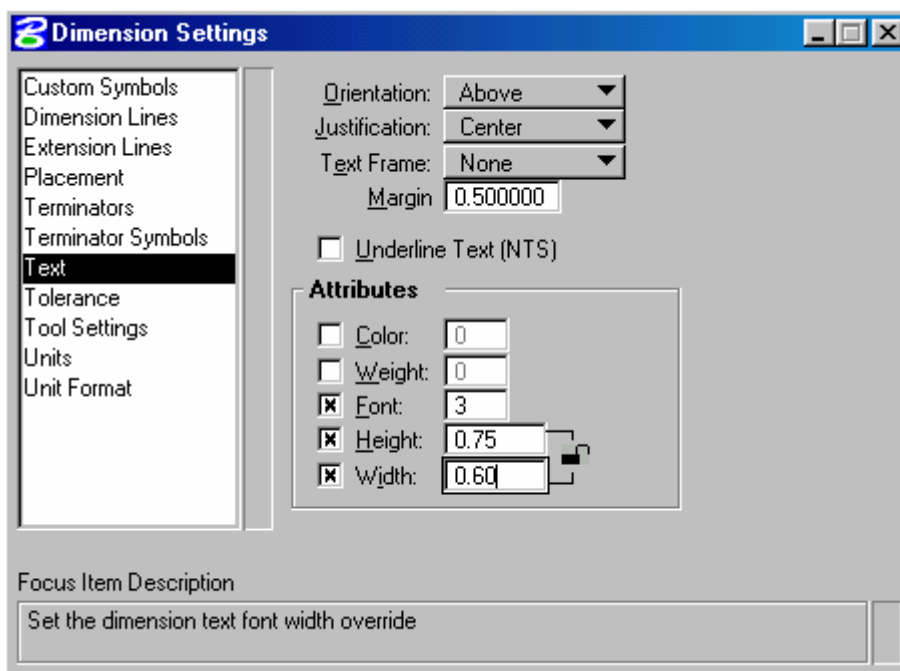 Dimension Settings
Custom Symbols
Dimension Lines
Extension Lines
Placement
Terminators
Terminator Symbols
Text
Tolerance
Tool Settings
Units
Unit Format
Orientation: Above
Justification: Center
Text Frame: None
Margin 0.500000
Underline Text (NTS)
Attributes
Color: 0
Weight: 0
Font: 3
Height: 0.75
Width: 0.60
Focus Item Description
Set the dimension text font width override